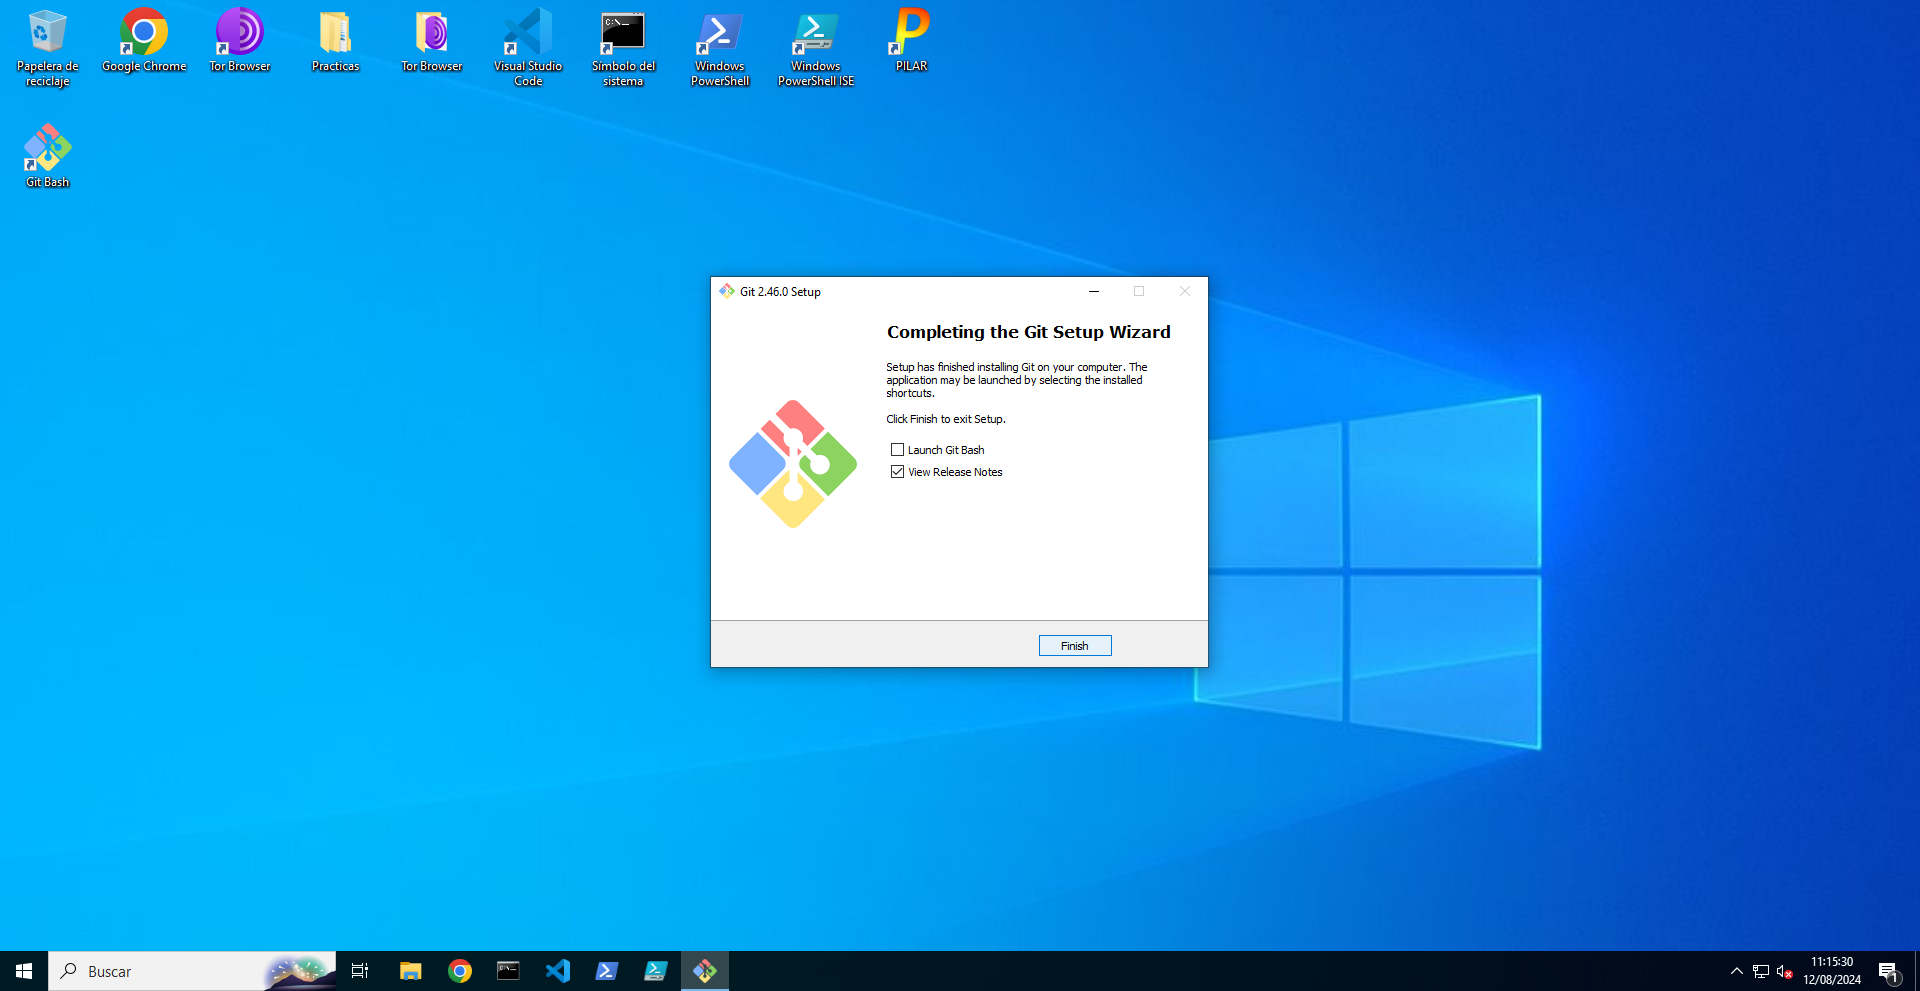 Papelera de
reciclaje
Google Chrome
Tor Browser
Practicas
Tor Browser
Visual Studio
Code
C:\_
Símbolo del
sistema
Windows
PowerShell
Windows
PowerShell ISE
PILAR
Git Bash
Git 2.46.0 Setup
Completing the Git Setup Wizard
Setup has finished installing Git on your computer. The
application may be launched by selecting the installed
shortcuts.
Click Finish to exit Setup.
Launch Git Bash
View Release Notes
Finish
Buscar
11:15:30
12/08/2024
1